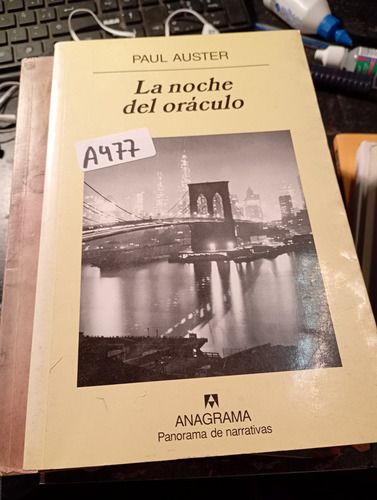 PAUL AUSTER
La noche
del oráculo
A477
ANAGRAMA
Panorama de narrativas